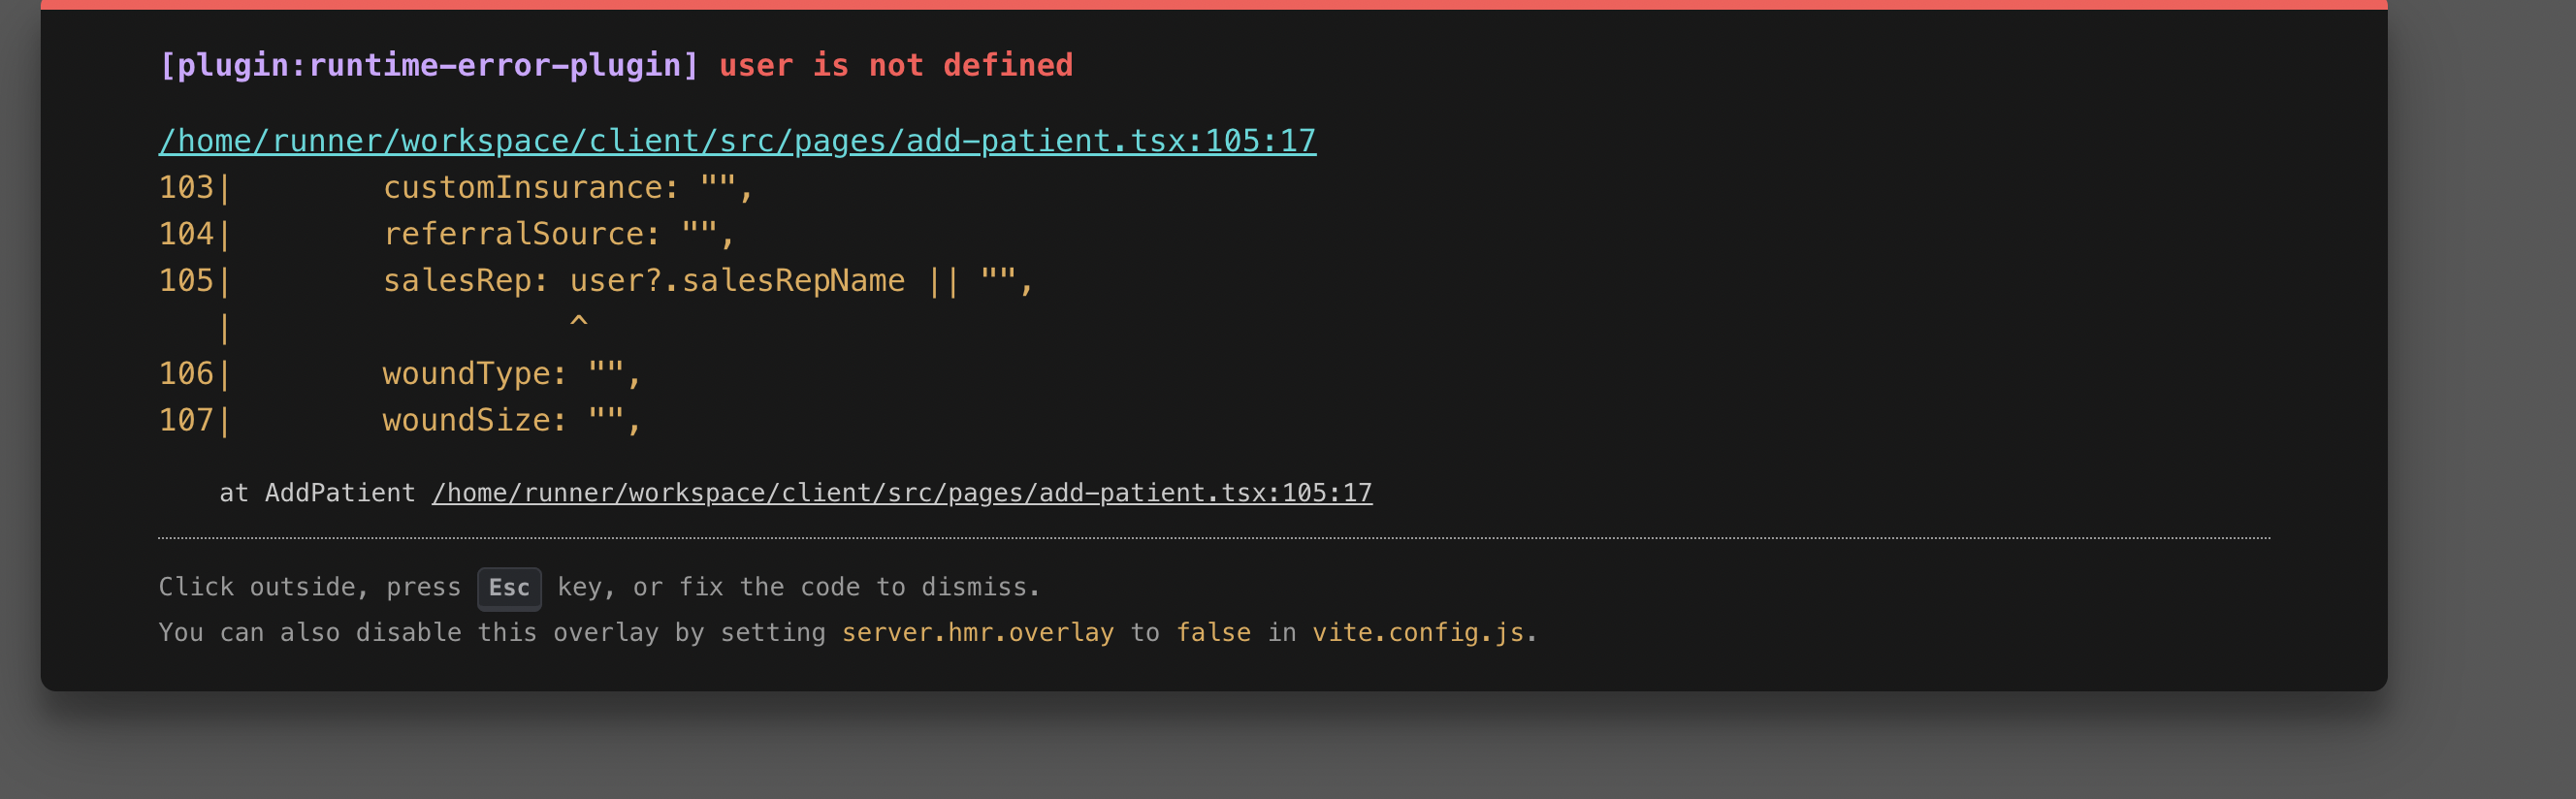 [plugin:runtime-error-plugin] user is not defined
/home/runner/workspace/client/src/pages/add-patient.tsx:105:17
103|        customInsurance: "",
104|        referralSource: "",
105|        salesRep: user?.salesRepName || "",
   |                  ^
106|        woundType: "",
107|        woundSize: "",
at AddPatient /home/runner/workspace/client/src/pages/add-patient.tsx:105:17
Click outside, press Esc key, or fix the code to dismiss.
You can also disable this overlay by setting server.hmr.overlay to false in vite.config.js.